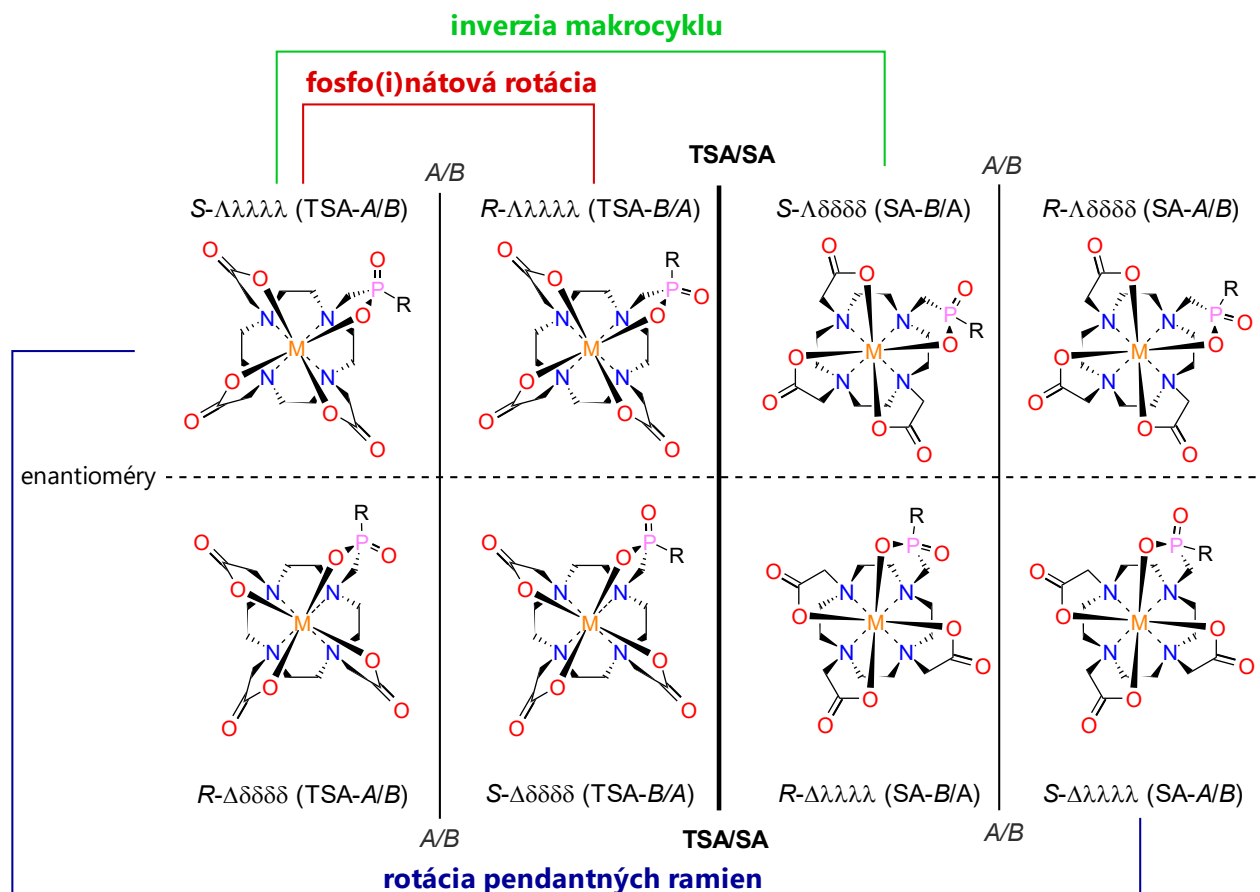 inverzia makrocyklu
fosfo(i)nátová rotácia
TSA/SA
A/B
A/B
S-Λλλλλ (TSA-A/B)
R-Λλλλλ (TSA-B/A)
S-Λδδδδ (SA-B/A)
R-Λδδδδ (SA-A/B)
O O O P R O N N M O N N O O O
O O R P O O N N M O N N O O O
O O O P R N N O M O N N O O O
O O R P O N N O M O N N O O O
enantioméry
O R P O O O N N M N N O O O O
O O P R O O N N M N N O O O O
R O P O O N N O M O N N O O O
O O P R O N N O M O N N O O O
R-Δδδδδ (TSA-A/B)
S-Δδδδδ (TSA-B/A)
R-Δλλλλ (SA-B/A)
S-Δλλλλ (SA-A/B)
A/B
TSA/SA
A/B
rotácia pendantných ramien